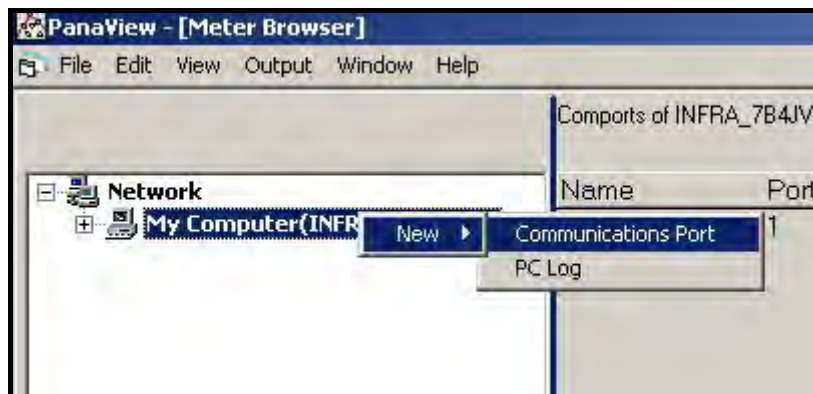 PanaView - [Meter Browser]
File Edit View Output Window Help
Comports of INFRA_7B4JV
Network
Name Port
My Computer(INFR
New
Communications Port
1
PC Log